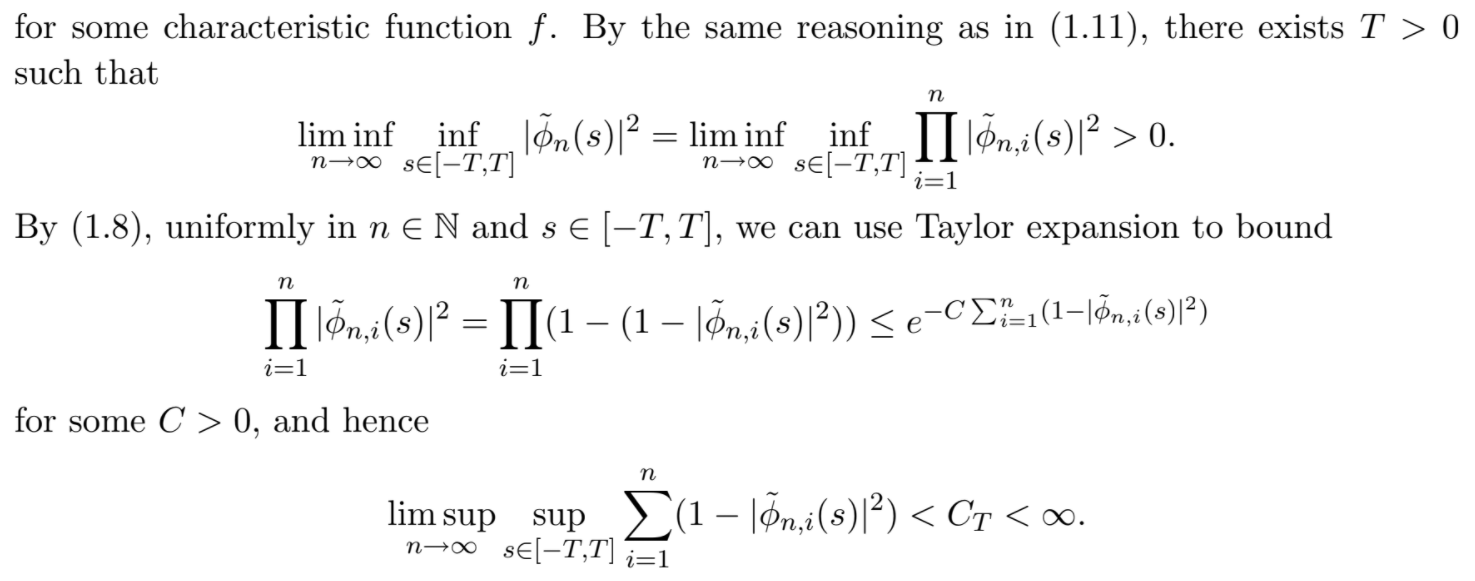 for some characteristic function f. By the same reasoning as in (1.11), there exists T > 0
such that
lim inf_{n→∞} inf_{s∈[−T,T]} |ϕ̃_n(s)|² = lim inf_{n→∞} inf_{s∈[−T,T]} ∏_{i=1}^{n} |ϕ̃_{n,i}(s)|² > 0.
By (1.8), uniformly in n ∈ ℕ and s ∈ [−T, T], we can use Taylor expansion to bound
∏_{i=1}^{n} |ϕ̃_{n,i}(s)|² = ∏_{i=1}^{n} (1 − (1 − |ϕ̃_{n,i}(s)|²)) ≤ e^{−C ∑_{i=1}^{n} (1−|ϕ̃_{n,i}(s)|²)}
for some C > 0, and hence
lim sup_{n→∞} sup_{s∈[−T,T]} ∑_{i=1}^{n} (1 − |ϕ̃_{n,i}(s)|²) < C_T < ∞.